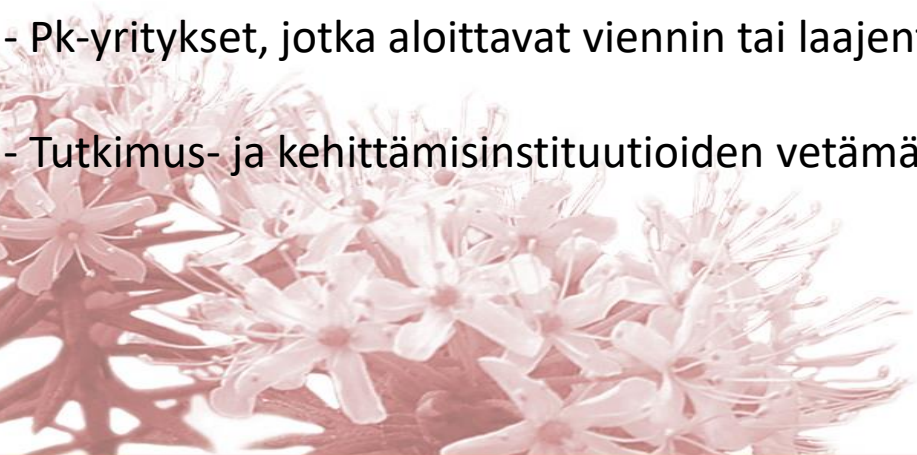 - Pk-yritykset, jotka aloittavat viennin tai laajent
- Tutkimus- ja kehittämisinstituutioiden vetämä